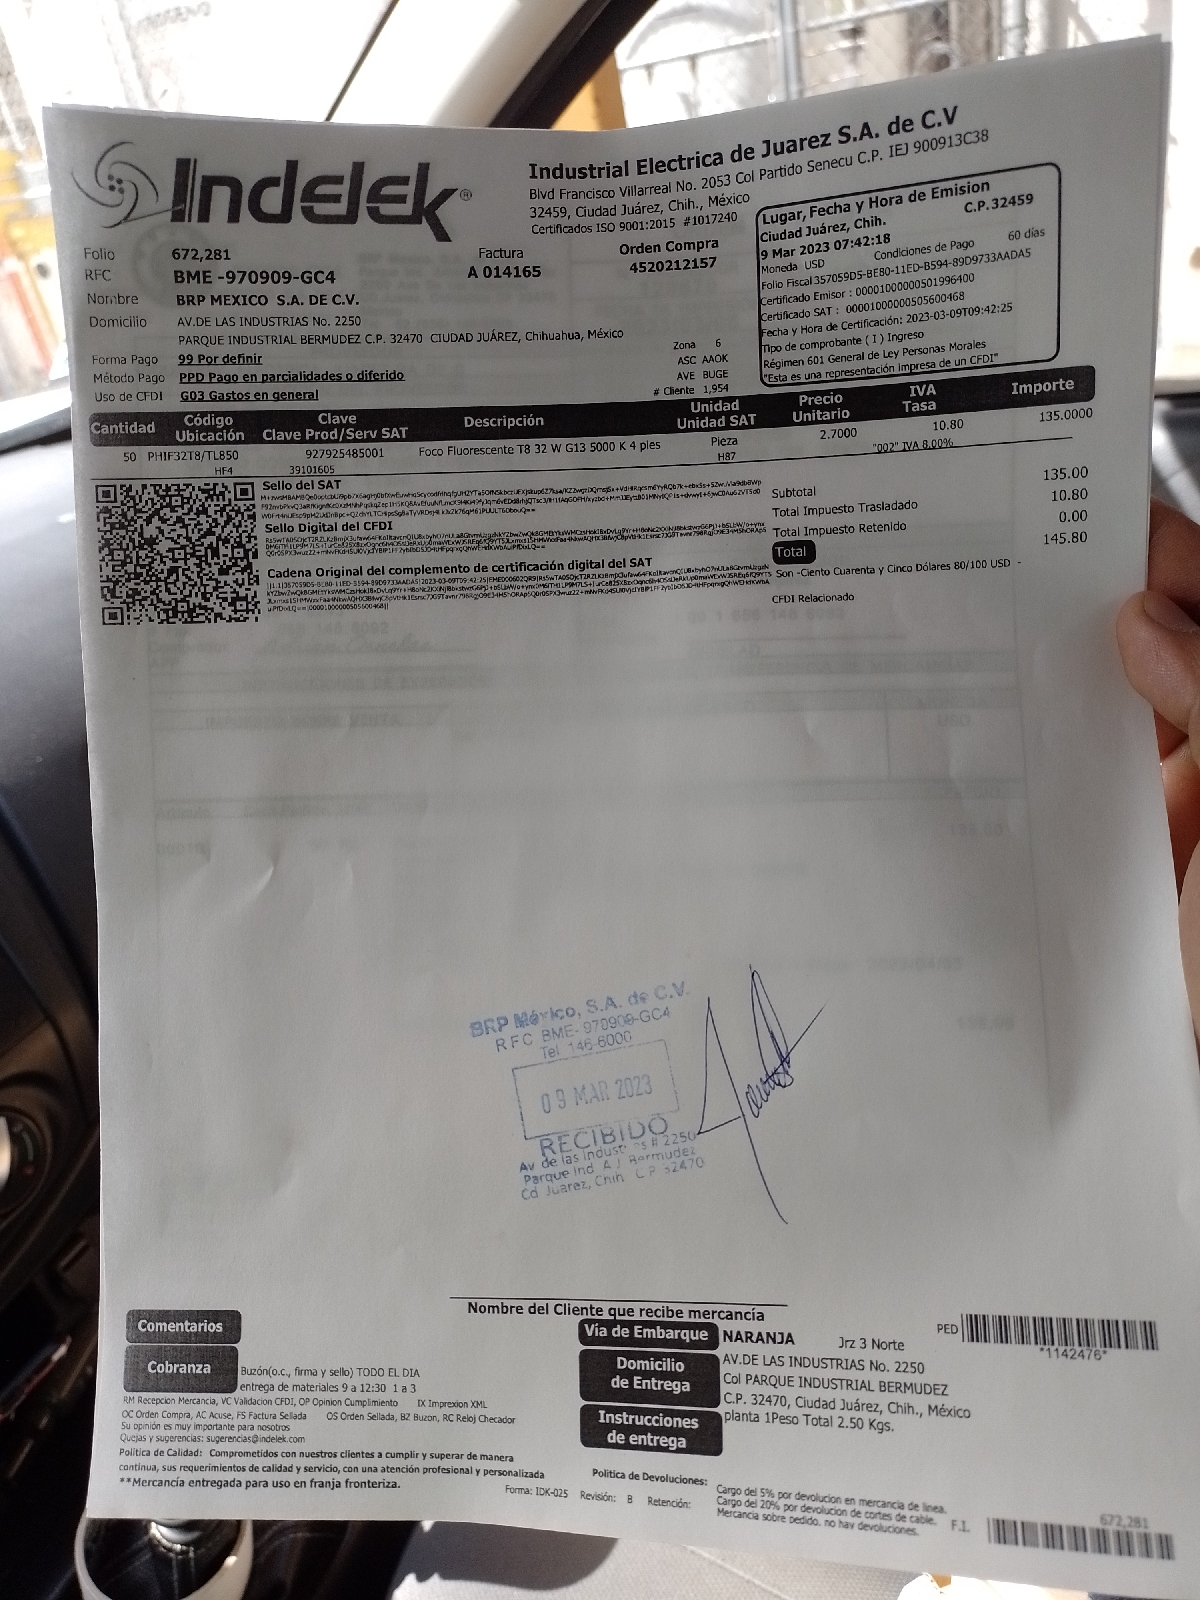 Indelek®
Industrial Electrica de Juarez S.A. de C.V
Blvd Francisco Villarreal No. 2053 Col Partido Senecu C.P. IEJ 900913C38
32459, Ciudad Juárez, Chih., México
Certificados ISO 9001:2015 #1017240
Lugar, Fecha y Hora de Emision
Ciudad Juárez, Chih. C.P. 32459
9 Mar 2023 07:42:18
Moneda USD Condiciones de Pago 60 días
Folio Fiscal 357059D5-BE80-11ED-B594-89D9733AADA5
Certificado Emisor : 00001000000501996400
Certificado SAT : 00001000000505600468
Fecha y Hora de Certificación: 2023-03-09T09:42:25
Tipo de comprobante ( I ) Ingreso
Régimen 601 General de Ley Personas Morales
"Esta es una representación impresa de un CFDI"
Folio 672,281 Factura Orden Compra
RFC BME -970909-GC4 A 014165 4520212157
Nombre BRP MEXICO S.A. DE C.V.
Domicilio AV.DE LAS INDUSTRIAS No. 2250
PARQUE INDUSTRIAL BERMUDEZ C.P. 32470 CIUDAD JUÁREZ, Chihuahua, México
Forma Pago 99 Por definir
Método Pago PPD Pago en parcialidades o diferido
Uso de CFDI G03 Gastos en general
Zona 6
ASC AAOK
AVE BUGE
# Cliente 1,954
Cantidad Código Ubicación Clave Clave Prod/Serv SAT Descripción Unidad Unidad SAT Precio Unitario IVA Tasa Importe
50 PHIF32T8/TL850 927925485001 Foco Fluorescente T8 32 W G13 5000 K 4 ples Pieza 2.7000 10.80 135.0000
HF4 39101605 H87 "002" IVA 8.00%
Sello del SAT
Sello Digital del CFDI
Cadena Original del complemento de certificación digital del SAT
Subtotal 135.00
Total Impuesto Trasladado 10.80
Total Impuesto Retenido 0.00
Total 145.80
Son -Ciento Cuarenta y Cinco Dólares 80/100 USD -
CFDI Relacionado
BRP México, S.A. de C.V.
RFC BME-970909-GC4
Tel 146-6000
09 MAR 2023
RECIBIDO
Av de las Industrias # 2250
Parque Ind. A J Bermudez
Cd Juarez, Chih. C P 32470
Nombre del Cliente que recibe mercancía
Comentarios
Cobranza
Buzón(o.c., firma y sello) TODO EL DIA
entrega de materiales 9 a 12:30 1 a 3
RM Recepcion Mercancia, VC Validacion CFDI, OP Opinion Cumplimiento IX Impresion XML
OC Orden Compra, AC Acuse, FS Factura Sellada OS Orden Sellada, BZ Buzon, RC Reloj Checador
Su opinión es muy importante para nosotros
Quejas y sugerencias: sugerencias@indelek.com
Política de Calidad: Comprometidos con nuestros clientes a cumplir y superar de manera
continua, sus requerimientos de calidad y servicio, con una atención profesional y personalizada
**Mercancía entregada para uso en franja fronteriza.
Vía de Embarque NARANJA Jrz 3 Norte
PED *1142476*
Domicilio de Entrega
AV.DE LAS INDUSTRIAS No. 2250
Col PARQUE INDUSTRIAL BERMUDEZ
C.P. 32470, Ciudad Juárez, Chih., México
Instrucciones de entrega
planta 1Peso Total 2.50 Kgs.
Forma: IDK-025 Revisión: B Retención:
Politica de Devoluciones:
Cargo del 5% por devolucion en mercancia de linea.
Cargo del 20% por devolucion de cortes de cable.
Mercancia sobre pedido. no hay devoluciones.
F.I. 672,281